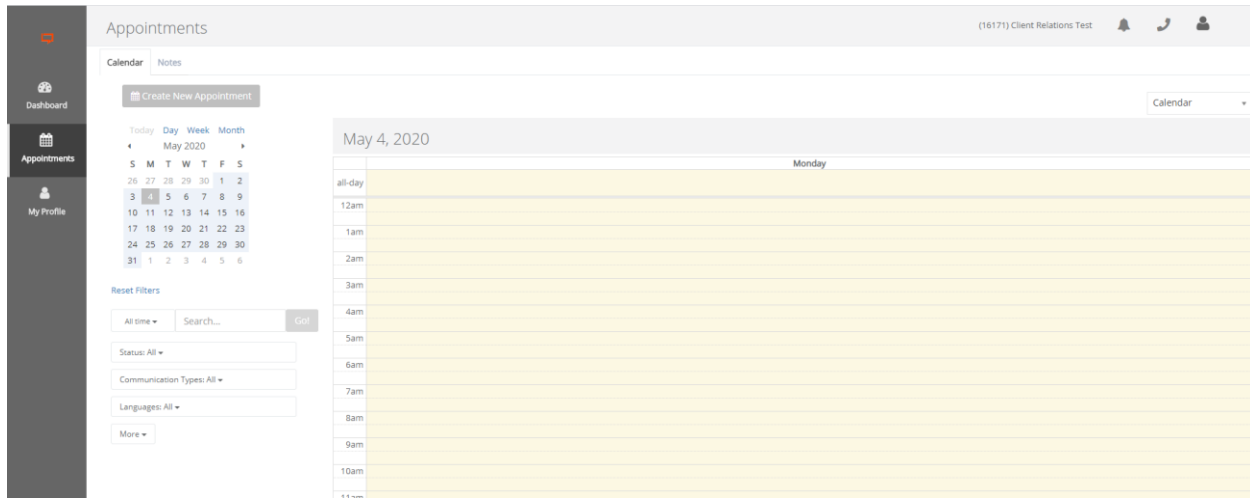 Appointments
(16171) Client Relations Test
Dashboard
Appointments
My Profile
Calendar Notes
Create New Appointment
Calendar
Today Day Week Month
May 2020
S M T W T F S
26 27 28 29 30 1 2
3 4 5 6 7 8 9
10 11 12 13 14 15 16
17 18 19 20 21 22 23
24 25 26 27 28 29 30
31 1 2 3 4 5 6
Reset Filters
All time Search... Go!
Status: All
Communication Types: All
Languages: All
More
May 4, 2020
Monday
all-day
12am
1am
2am
3am
4am
5am
6am
7am
8am
9am
10am
11am